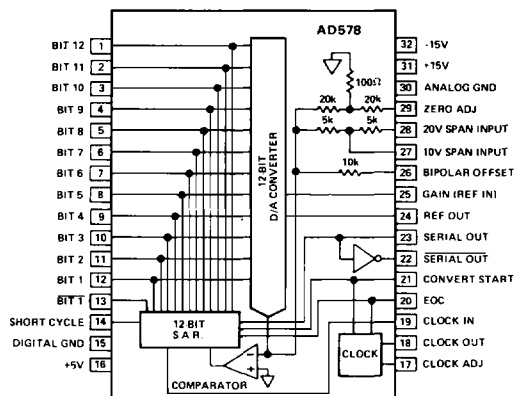 AD578
BIT 12 1
BIT 11 2
BIT 10 3
BIT 9 4
BIT 8 5
BIT 7 6
BIT 6 7
BIT 5 8
BIT 4 9
BIT 3 10
BIT 2 11
BIT 1 12
BIT 1 13
SHORT CYCLE 14
DIGITAL GND 15
+5V 16
12-BIT
D/A CONVERTER
12-BIT
S.A.R.
COMPARATOR
-
+
100Ω
20k 20k
5k 5k
10k
CLOCK
32 -15V
31 +15V
30 ANALOG GND
29 ZERO ADJ
28 20V SPAN INPUT
27 10V SPAN INPUT
26 BIPOLAR OFFSET
25 GAIN (REF IN)
24 REF OUT
23 SERIAL OUT
22 SERIAL OUT
21 CONVERT START
20 EOC
19 CLOCK IN
18 CLOCK OUT
17 CLOCK ADJ